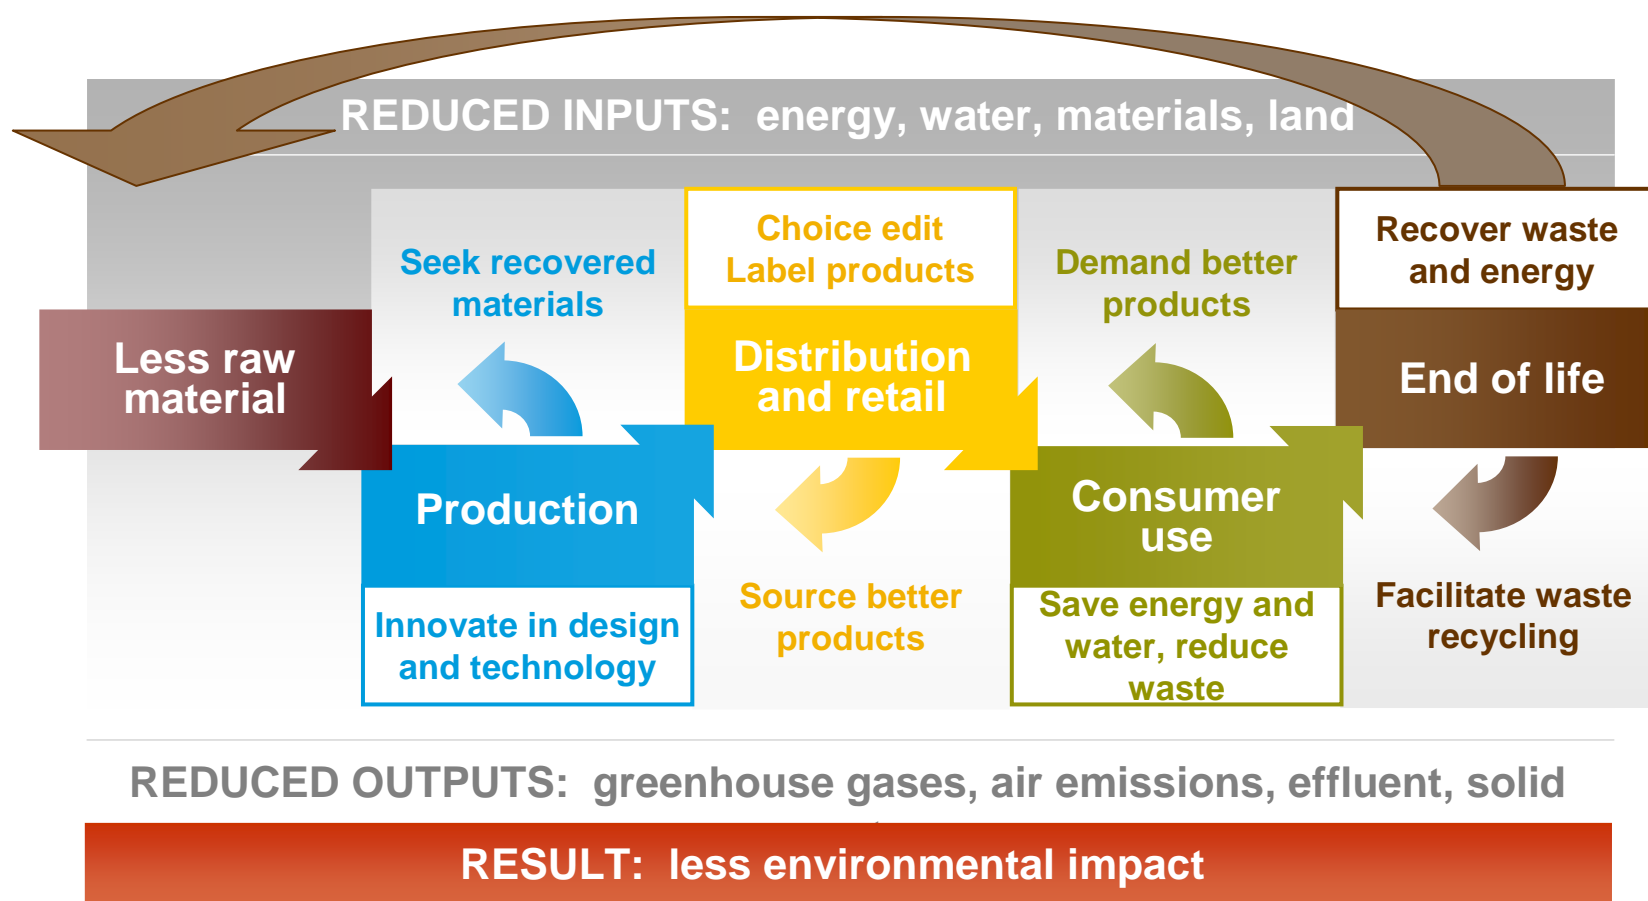 REDUCED INPUTS: energy, water, materials, land
Seek recovered
materials
Choice edit
Label products
Demand better
products
Recover waste
and energy
Less raw
material
Distribution
and retail
End of life
Production
Consumer
use
Innovate in design
and technology
Source better
products
Save energy and
water, reduce
waste
Facilitate waste
recycling
REDUCED OUTPUTS: greenhouse gases, air emissions, effluent, solid
RESULT: less environmental impact